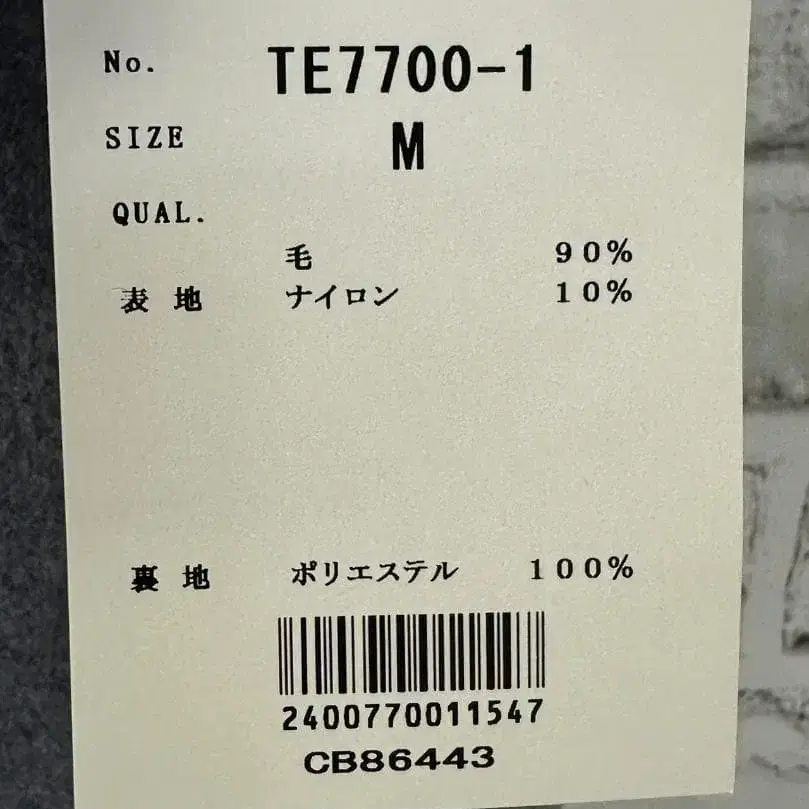 No. TE7700-1
SIZE M
QUAL.
毛 90%
表地 ナイロン 10%
裏地 ポリエステル 100%
2400770011547
CB86443